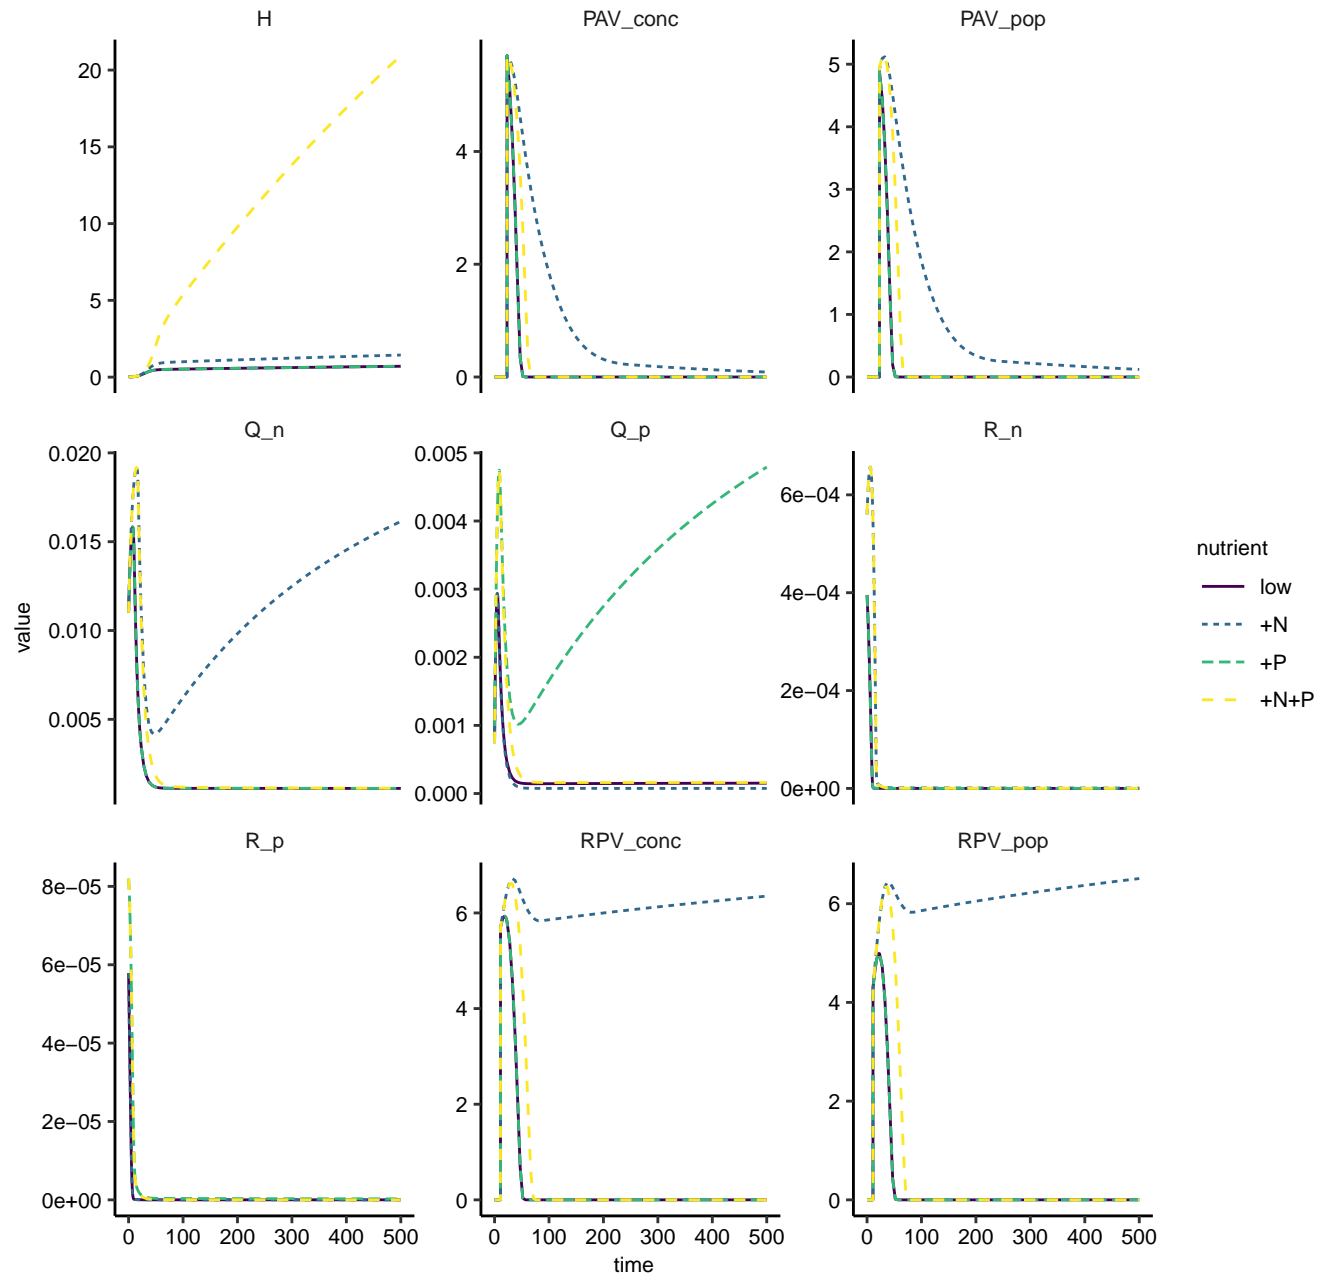 H
PAV_conc
PAV_pop
20
15
10
5
0
4
2
0
5
4
3
2
1
0
Q_n
Q_p
R_n
0.020
0.015
0.010
0.005
0.005
0.004
0.003
0.002
0.001
0.000
6e−04
4e−04
2e−04
0e+00
R_p
RPV_conc
RPV_pop
8e−05
6e−05
4e−05
2e−05
0e+00
6
4
2
0
6
4
2
0
0 100 200 300 400 500
0 100 200 300 400 500
0 100 200 300 400 500
time
value
nutrient
low
+N
+P
+N+P